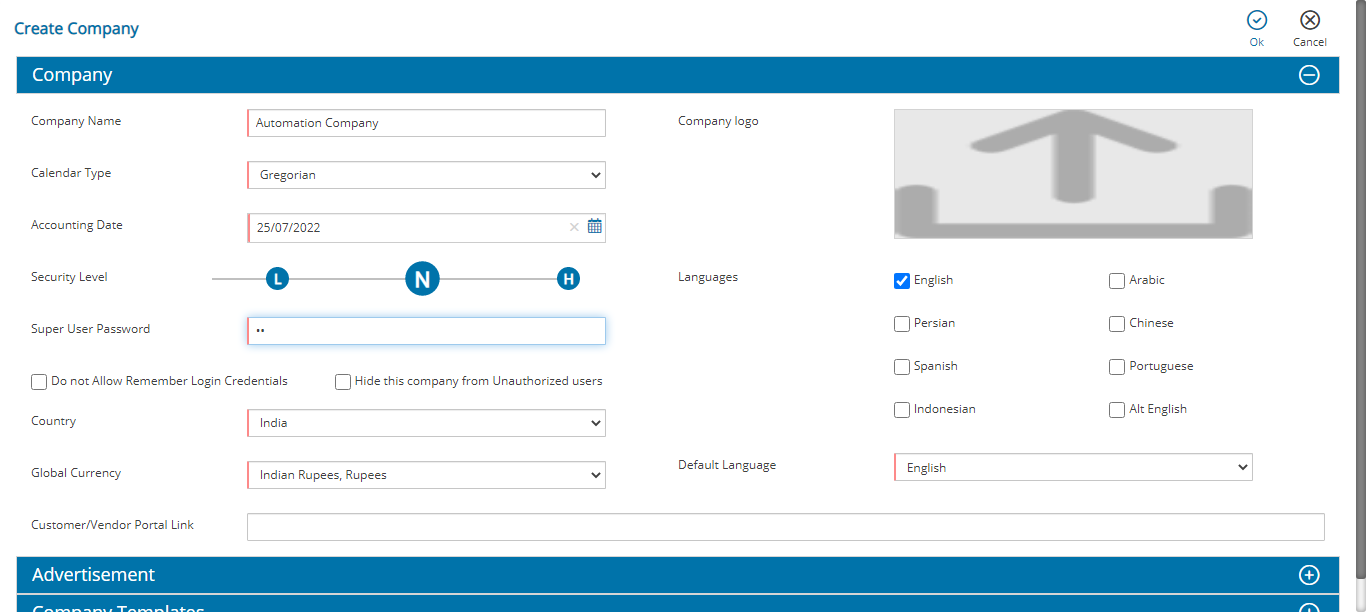 Create Company
Ok
Cancel
Company
Company Name
Automation Company
Company logo
Calendar Type
Gregorian
Accounting Date
25/07/2022
Security Level
L
N
H
Languages
English
Arabic
Super User Password
••
Persian
Chinese
Spanish
Portuguese
Do not Allow Remember Login Credentials
Hide this company from Unauthorized users
Indonesian
Alt English
Country
India
Global Currency
Indian Rupees, Rupees
Default Language
English
Customer/Vendor Portal Link
Advertisement
Company Templates